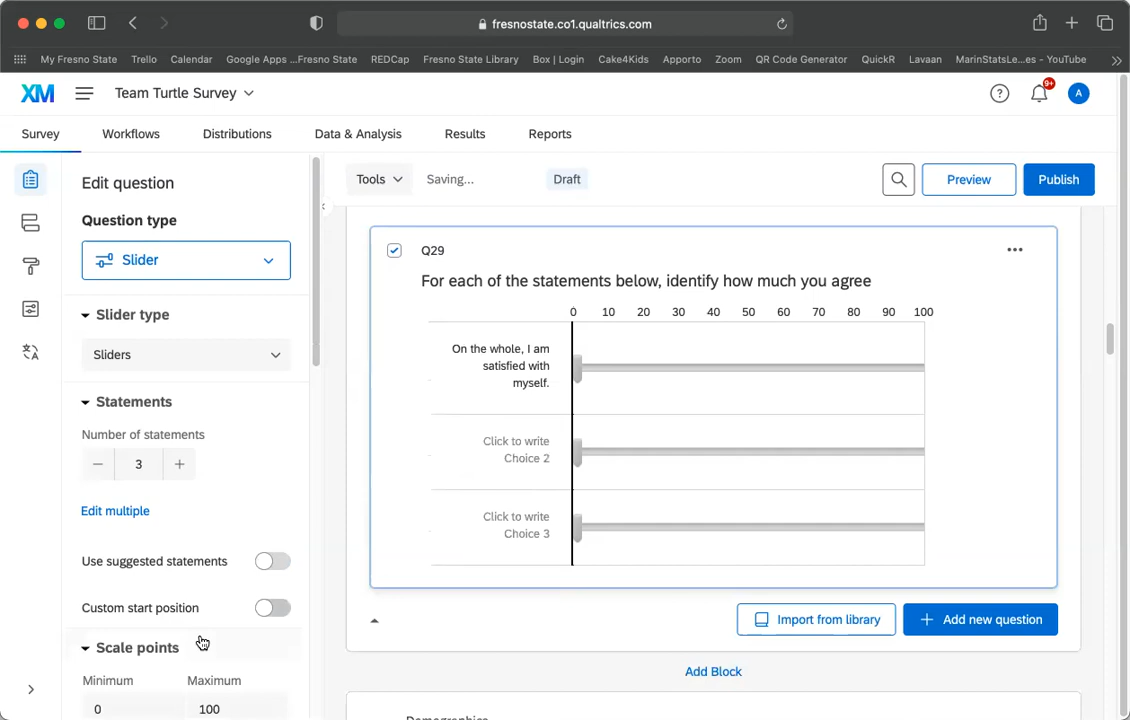 fresnostate.co1.qualtrics.com
My Fresno State Trello Calendar Google Apps ...Fresno State REDCap Fresno State Library Box | Login Cake4Kids Apporto Zoom QR Code Generator QuickR Lavaan MarinStatsLe...es - YouTube
XM Team Turtle Survey 9+ A
Survey Workflows Distributions Data & Analysis Results Reports
Edit question
Tools Saving... Draft Preview Publish
Question type
Slider
Slider type
Sliders
Statements
Number of statements
3
Edit multiple
Use suggested statements
Custom start position
Scale points
Minimum Maximum
0 100
Q29
For each of the statements below, identify how much you agree
0 10 20 30 40 50 60 70 80 90 100
On the whole, I am
satisfied with
myself.
Click to write
Choice 2
Click to write
Choice 3
Import from library Add new question
Add Block